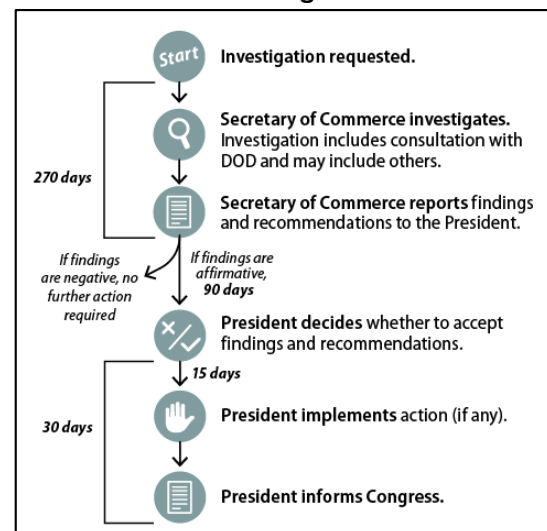 Start
Investigation requested.
Secretary of Commerce investigates.
Investigation includes consultation with
DOD and may include others.
270 days
Secretary of Commerce reports findings
and recommendations to the President.
If findings
are negative, no
further action
required
If findings are
affirmative,
90 days
President decides whether to accept
findings and recommendations.
15 days
President implements action (if any).
30 days
President informs Congress.